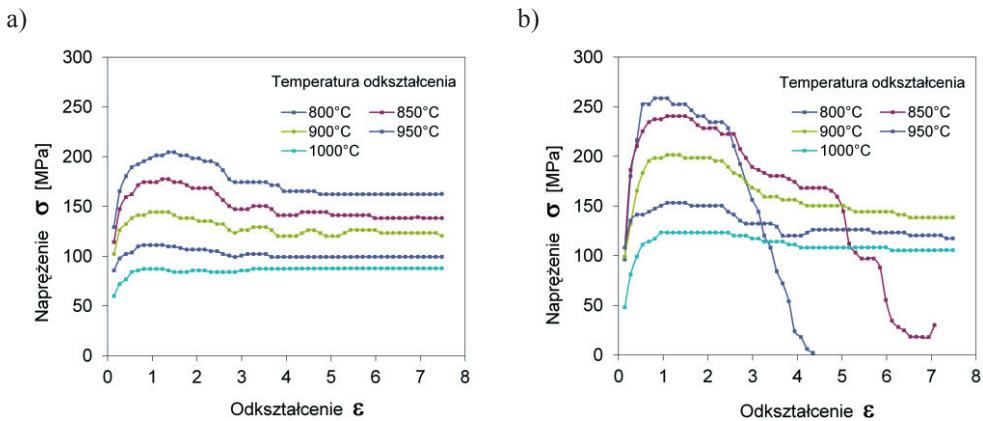 a)
300
250
200
150
100
50
0
Naprężenie σ [MPa]
Temperatura odkształcenia
800°C 850°C
900°C 950°C
1000°C
0 1 2 3 4 5 6 7 8
Odkształcenie ε
b)
300
250
200
150
100
50
0
Naprężenie σ [MPa]
Temperatura odkształcenia
800°C 850°C
900°C 950°C
1000°C
0 1 2 3 4 5 6 7 8
Odkształcenie ε